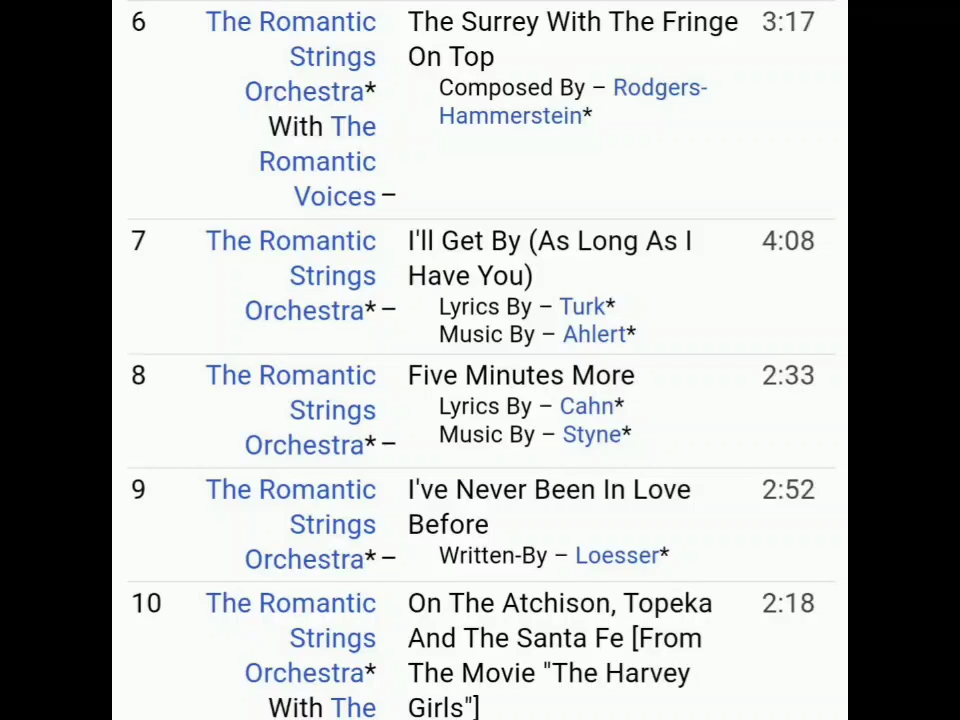 6 The Romantic The Surrey With The Fringe 3:17
Strings On Top
Orchestra* Composed By – Rodgers-
With The Hammerstein*
Romantic
Voices –
7 The Romantic I'll Get By (As Long As I 4:08
Strings Have You)
Orchestra* – Lyrics By – Turk*
Music By – Ahlert*
8 The Romantic Five Minutes More 2:33
Strings Lyrics By – Cahn*
Orchestra* – Music By – Styne*
9 The Romantic I've Never Been In Love 2:52
Strings Before
Orchestra* – Written-By – Loesser*
10 The Romantic On The Atchison, Topeka 2:18
Strings And The Santa Fe [From
Orchestra* The Movie "The Harvey
With The Girls"]